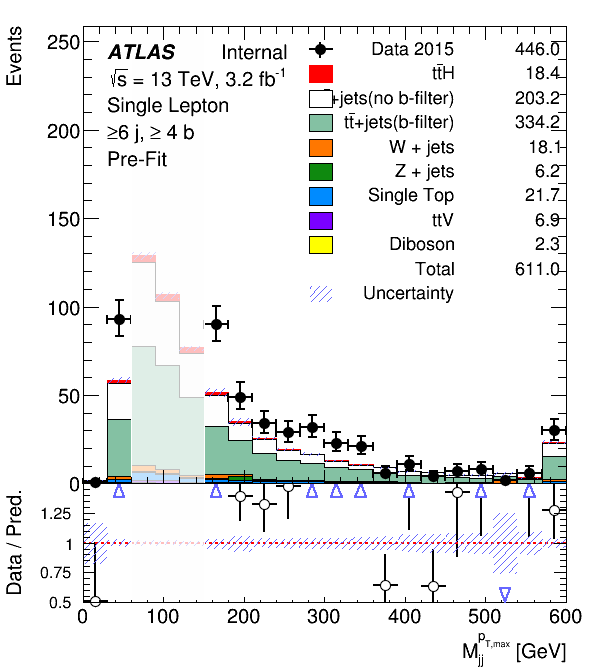 Events
ATLAS Internal
√s = 13 TeV, 3.2 fb-1
Single Lepton
≥6 j, ≥ 4 b
Pre-Fit
Data 2015 446.0
tt̄H 18.4
+jets(no b-filter) 203.2
tt̄+jets(b-filter) 334.2
W + jets 18.1
Z + jets 6.2
Single Top 21.7
ttV 6.9
Diboson 2.3
Total 611.0
Uncertainty
250
200
150
100
50
0
Data / Pred.
1.25
1
0.75
0.5
0 100 200 300 400 500 600
M_jj^p_T,max [GeV]